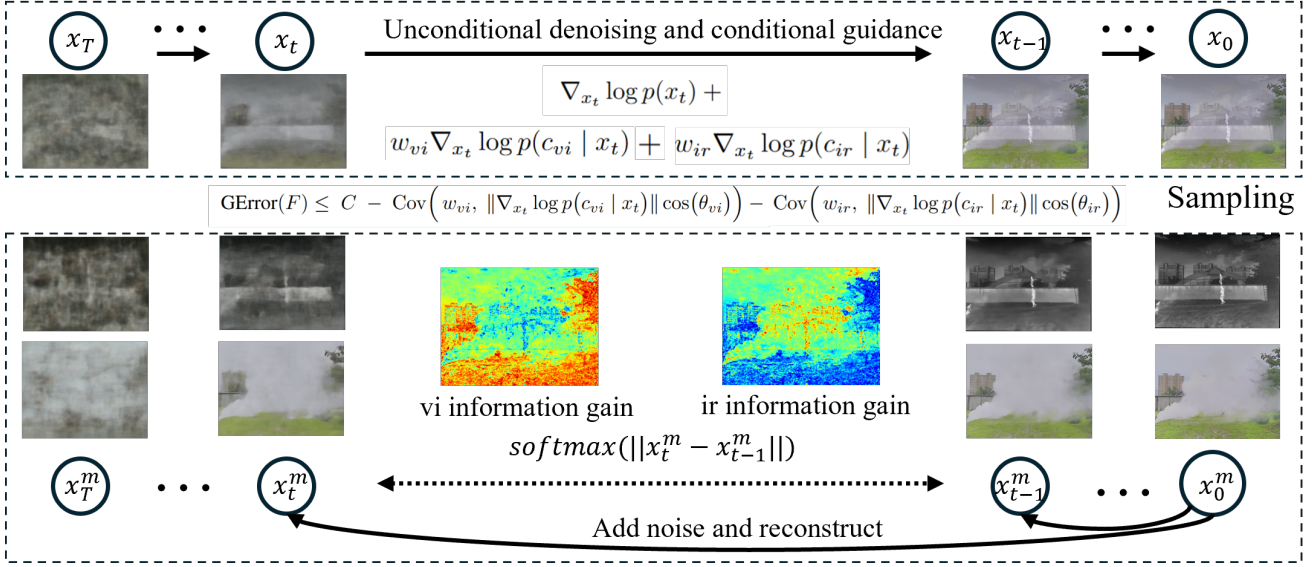 x_T • • • x_t Unconditional denoising and conditional guidance x_{t−1} • • • x_0
∇_{x_t} log p(x_t) +
w_{vi}∇_{x_t} log p(c_{vi} | x_t) + w_{ir}∇_{x_t} log p(c_{ir} | x_t)
GError(F) ≤ C − Cov(w_{vi}, ‖∇_{x_t} log p(c_{vi} | x_t)‖ cos(θ_{vi})) − Cov(w_{ir}, ‖∇_{x_t} log p(c_{ir} | x_t)‖ cos(θ_{ir}))
Sampling
vi information gain ir information gain
softmax(||x_t^m − x_{t−1}^m||)
x_T^m • • • x_t^m x_{t−1}^m • • • x_0^m
Add noise and reconstruct